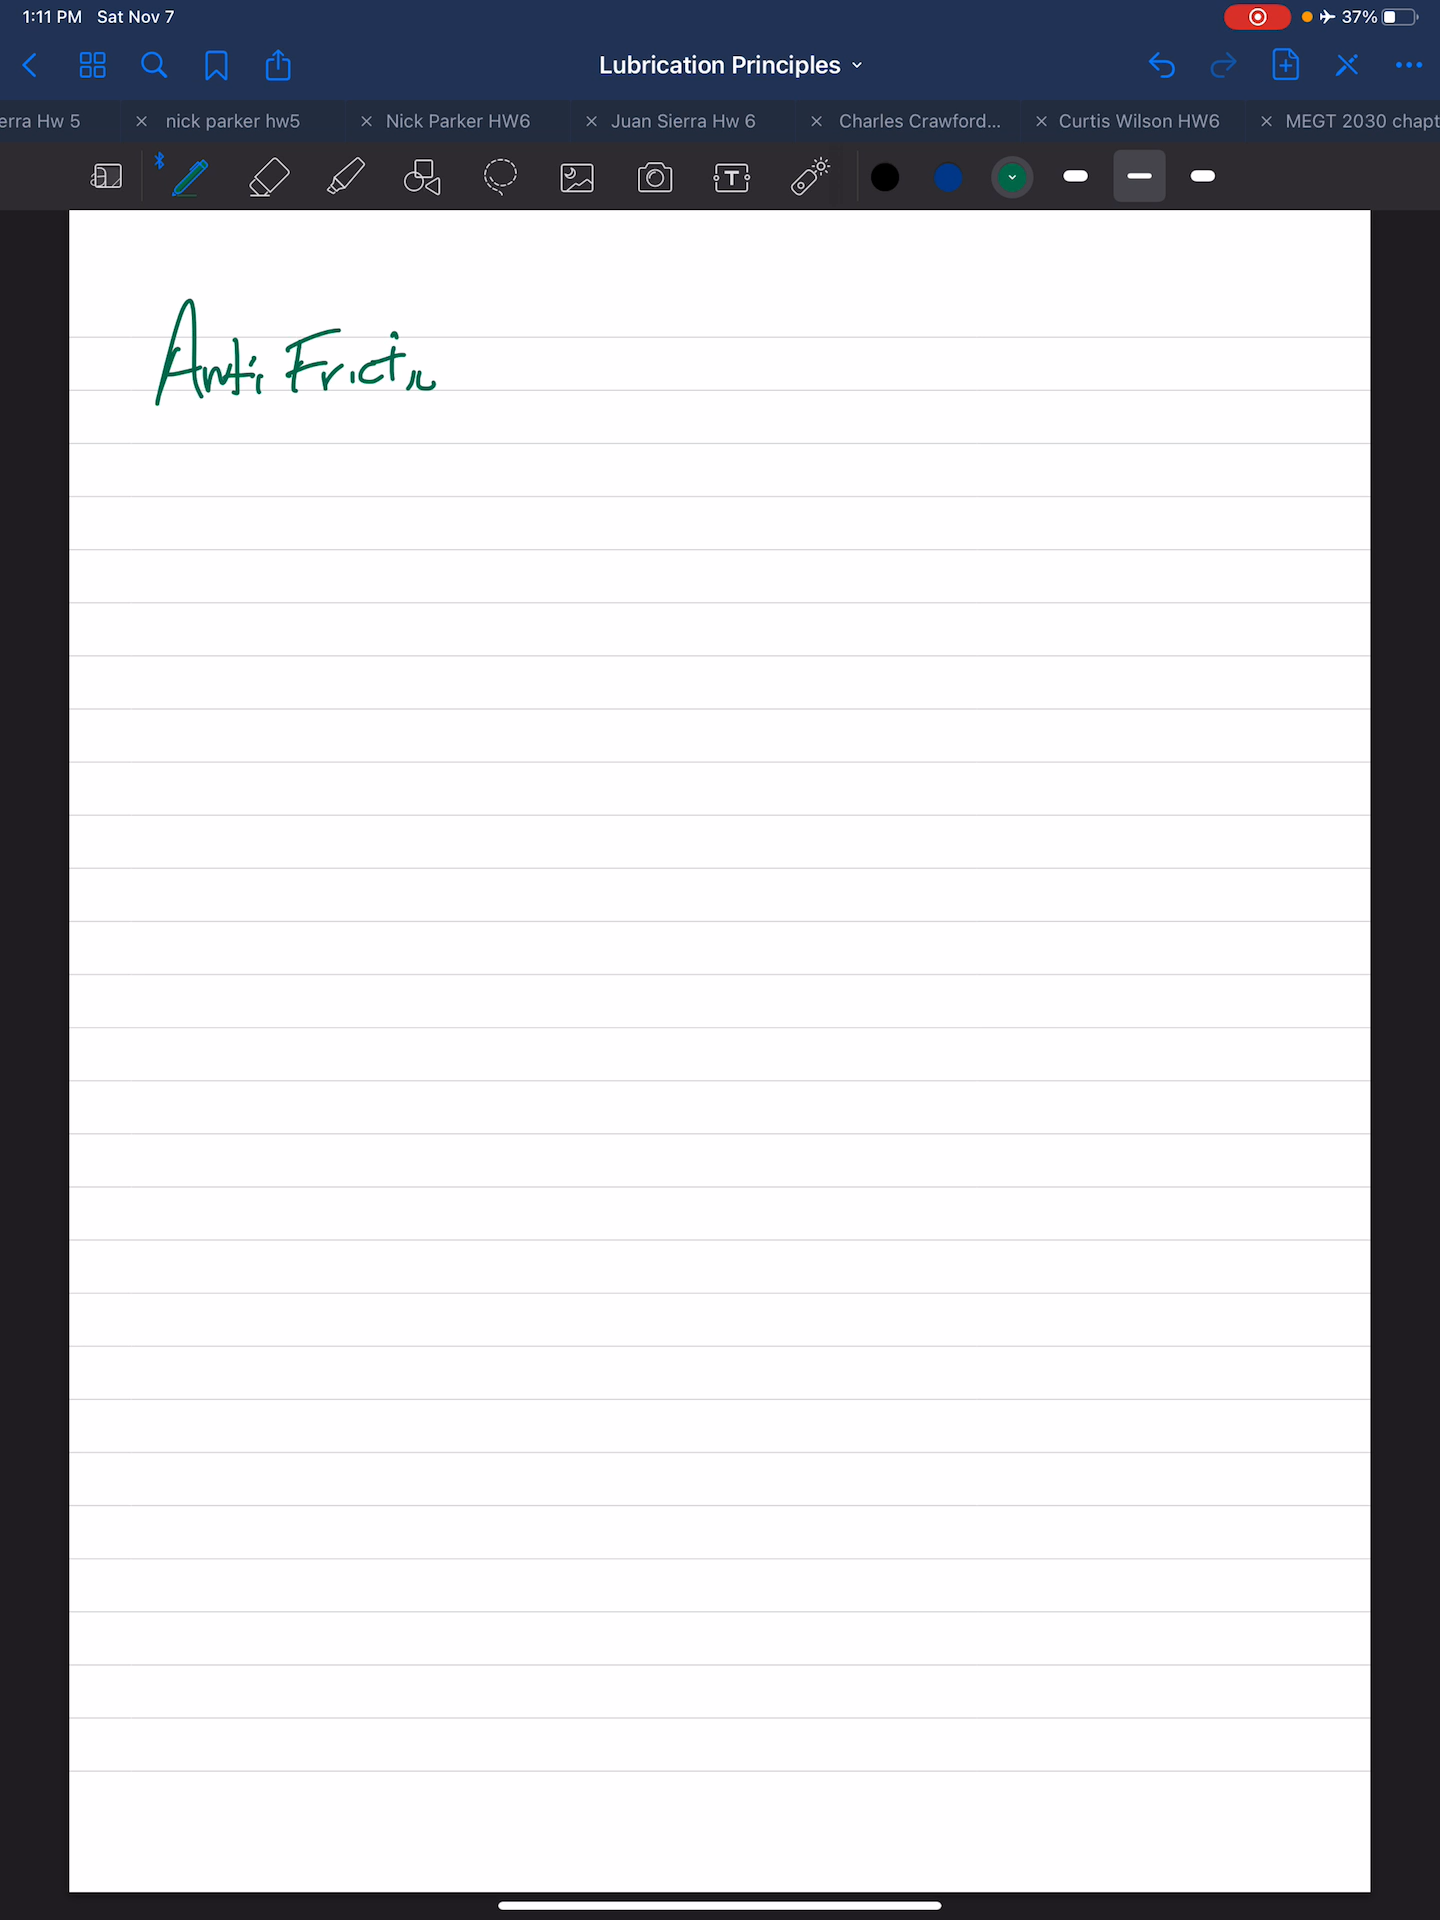 1:11 PM Sat Nov 7 37%
Lubrication Principles
erra Hw 5 nick parker hw5 Nick Parker HW6 Juan Sierra Hw 6 Charles Crawford... Curtis Wilson HW6 MEGT 2030 chapt
T
Anti Frictn